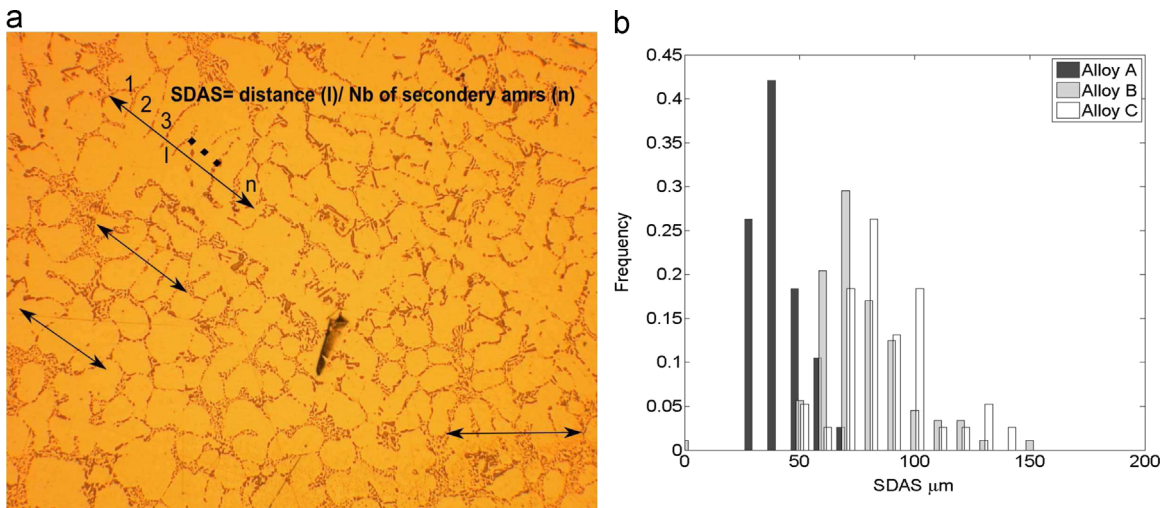 a
1
2
3
l
n
SDAS= distance (l)/ Nb of secondery amrs (n)
b
0.45
0.4
0.35
0.3
0.25
0.2
0.15
0.1
0.05
0
Frequency
0
50
100
150
200
SDAS μm
Alloy A
Alloy B
Alloy C